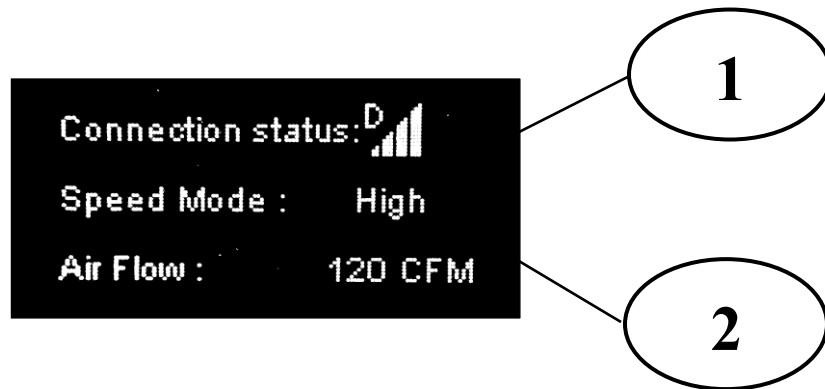 Connection status: D
Speed Mode : High
Air Flow : 120 CFM
1
2